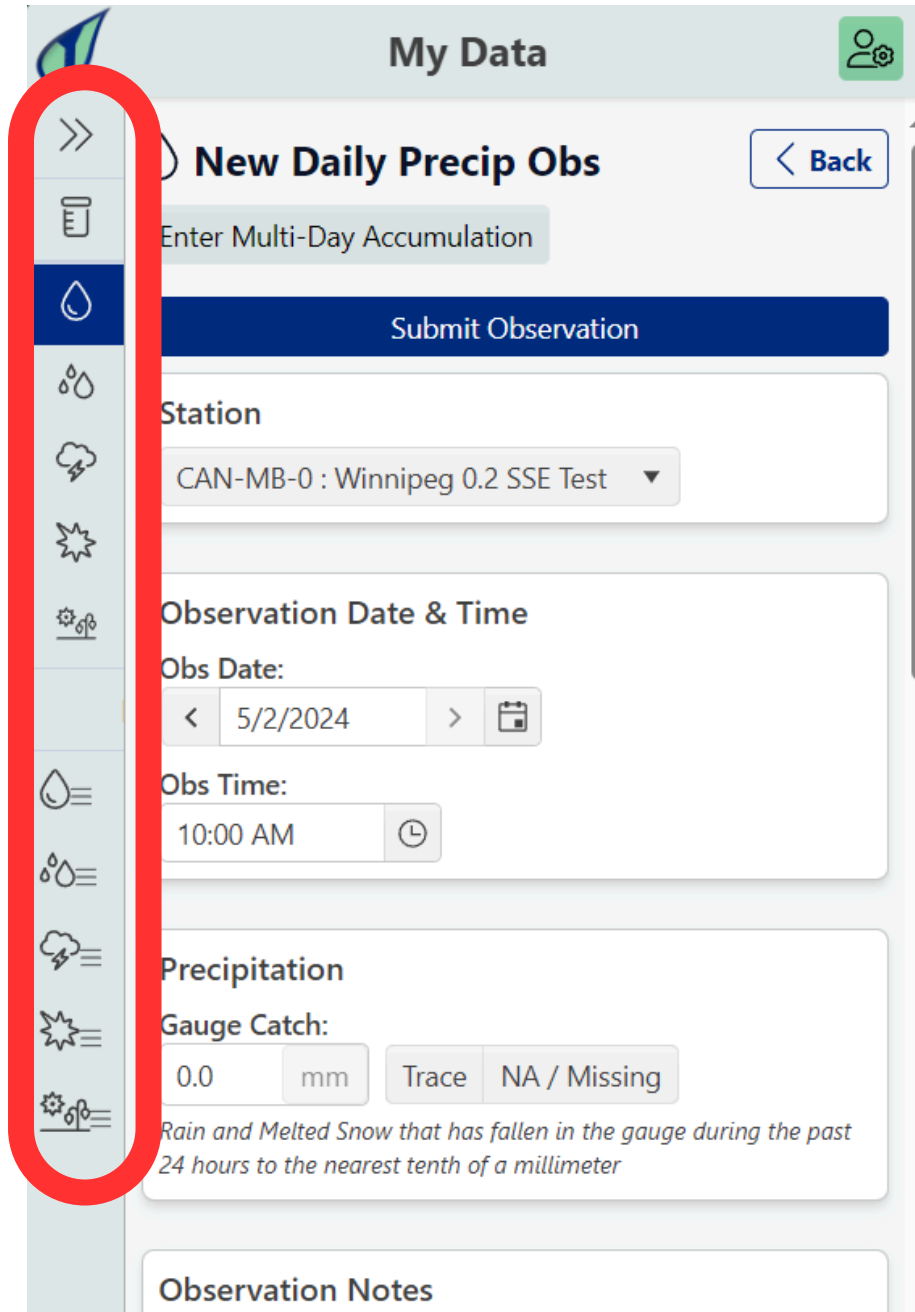 My Data
New Daily Precip Obs
Back
Enter Multi-Day Accumulation
Submit Observation
Station
CAN-MB-0 : Winnipeg 0.2 SSE Test
Observation Date & Time
Obs Date:
5/2/2024
Obs Time:
10:00 AM
Precipitation
Gauge Catch:
0.0 mm Trace NA / Missing
Rain and Melted Snow that has fallen in the gauge during the past
24 hours to the nearest tenth of a millimeter
Observation Notes